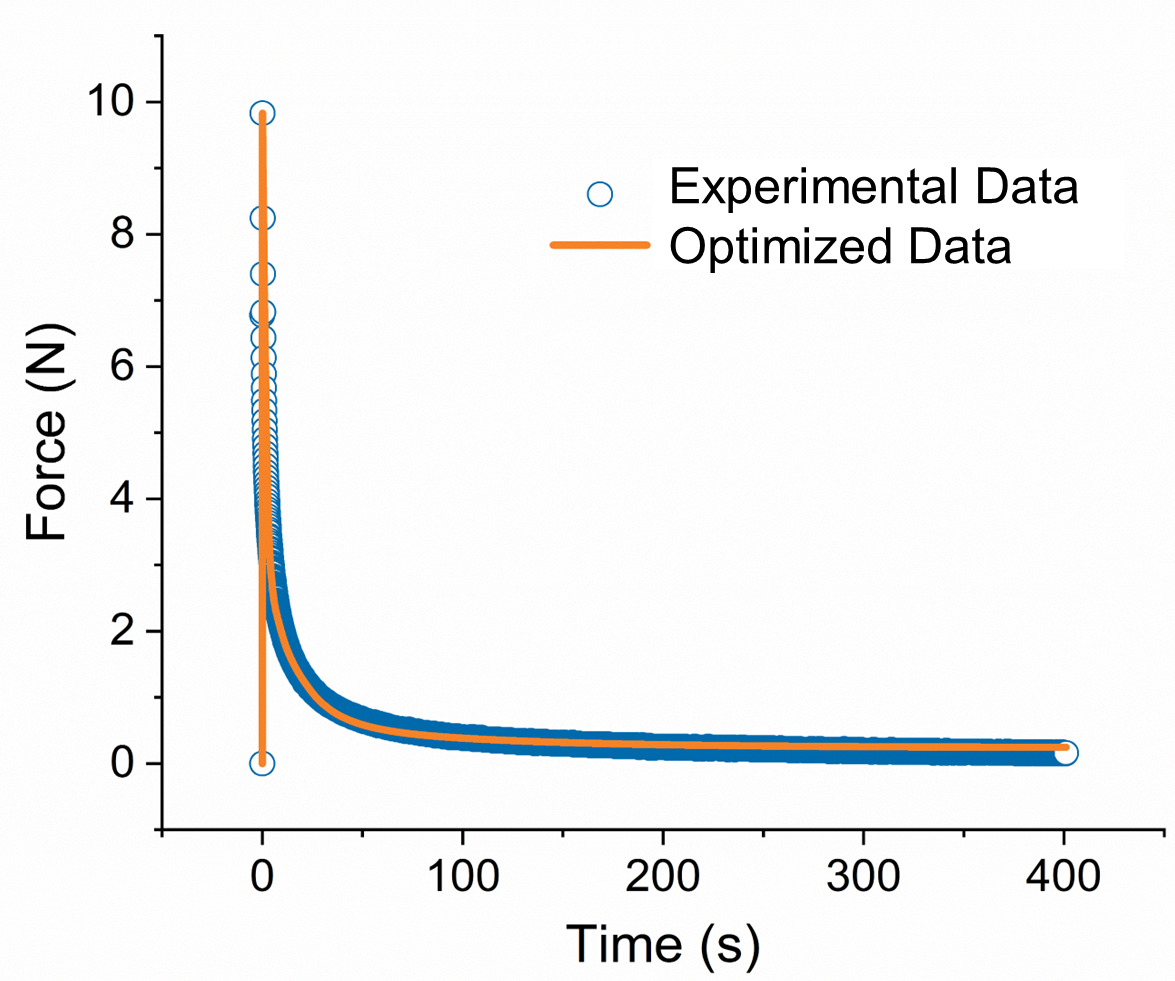 10
8
6
4
2
0
Force (N)
Experimental Data
Optimized Data
0 100 200 300 400
Time (s)